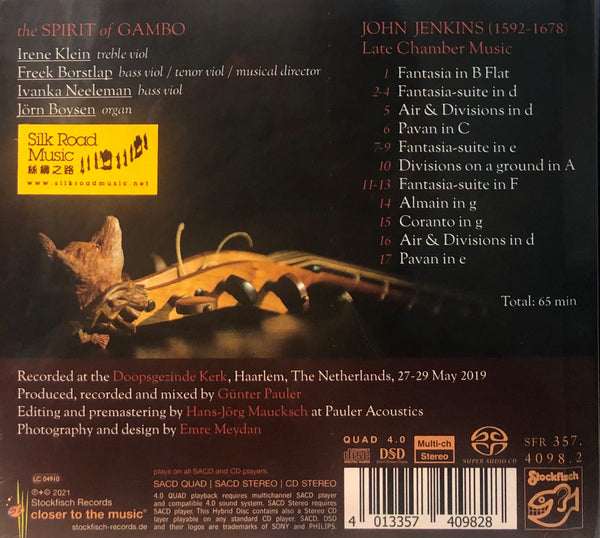 the SPIRIT of GAMBO
Irene Klein treble viol
Freek Borstlap bass viol / tenor viol / musical director
Ivanka Neeleman bass viol
Jörn Boysen organ
Silk Road
Music
絲橋之路
www.silkroadmusic.net
JOHN JENKINS (1592-1678)
Late Chamber Music
1 Fantasia in B Flat
2-4 Fantasia-suite in d
5 Air & Divisions in d
6 Pavan in C
7-9 Fantasia-suite in e
10 Divisions on a ground in A
11-13 Fantasia-suite in F
14 Almain in g
15 Coranto in g
16 Air & Divisions in d
17 Pavan in e
Total: 65 min
Recorded at the Doopsgezinde Kerk, Haarlem, The Netherlands, 27-29 May 2019
Produced, recorded and mixed by Günter Pauler
Editing and premastering by Hans-Jörg Maucksch at Pauler Acoustics
Photography and design by Emre Meydan
LC 04910
℗+© 2021
Stockfisch Records
closer to the music®
stockfisch-records.de
plays on all SACD and CD players.
SACD QUAD | SACD STEREO | CD STEREO
4.0 QUAD playback requires multichannel SACD player
and compatible 4.0 sound system. SACD Stereo requires
SACD player. This Hybrid Disc contains also a Stereo CD
layer playable on any standard CD player. SACD, DSD
and their logos are trademarks of SONY and PHILIPS.
QUAD 4.0
disc
DSD
Multi-ch
Stereo
SUPER AUDIO CD
SFR 357.
4098.2
4 013357 409828
Stockfisch